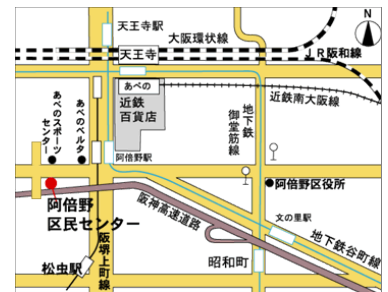 天王寺駅
大阪環状線
N
天王寺
JR阪和線
あべの
近鉄
百貨店
近鉄南大阪線
あべのスポーツ
センター
あべのベルタ
地下鉄
御堂筋線
阿倍野駅
阿倍野区役所
阿倍野
区民センター
阪神高速道路
文の里駅
地下鉄谷町線
昭和町
阪堺上町線
松虫駅